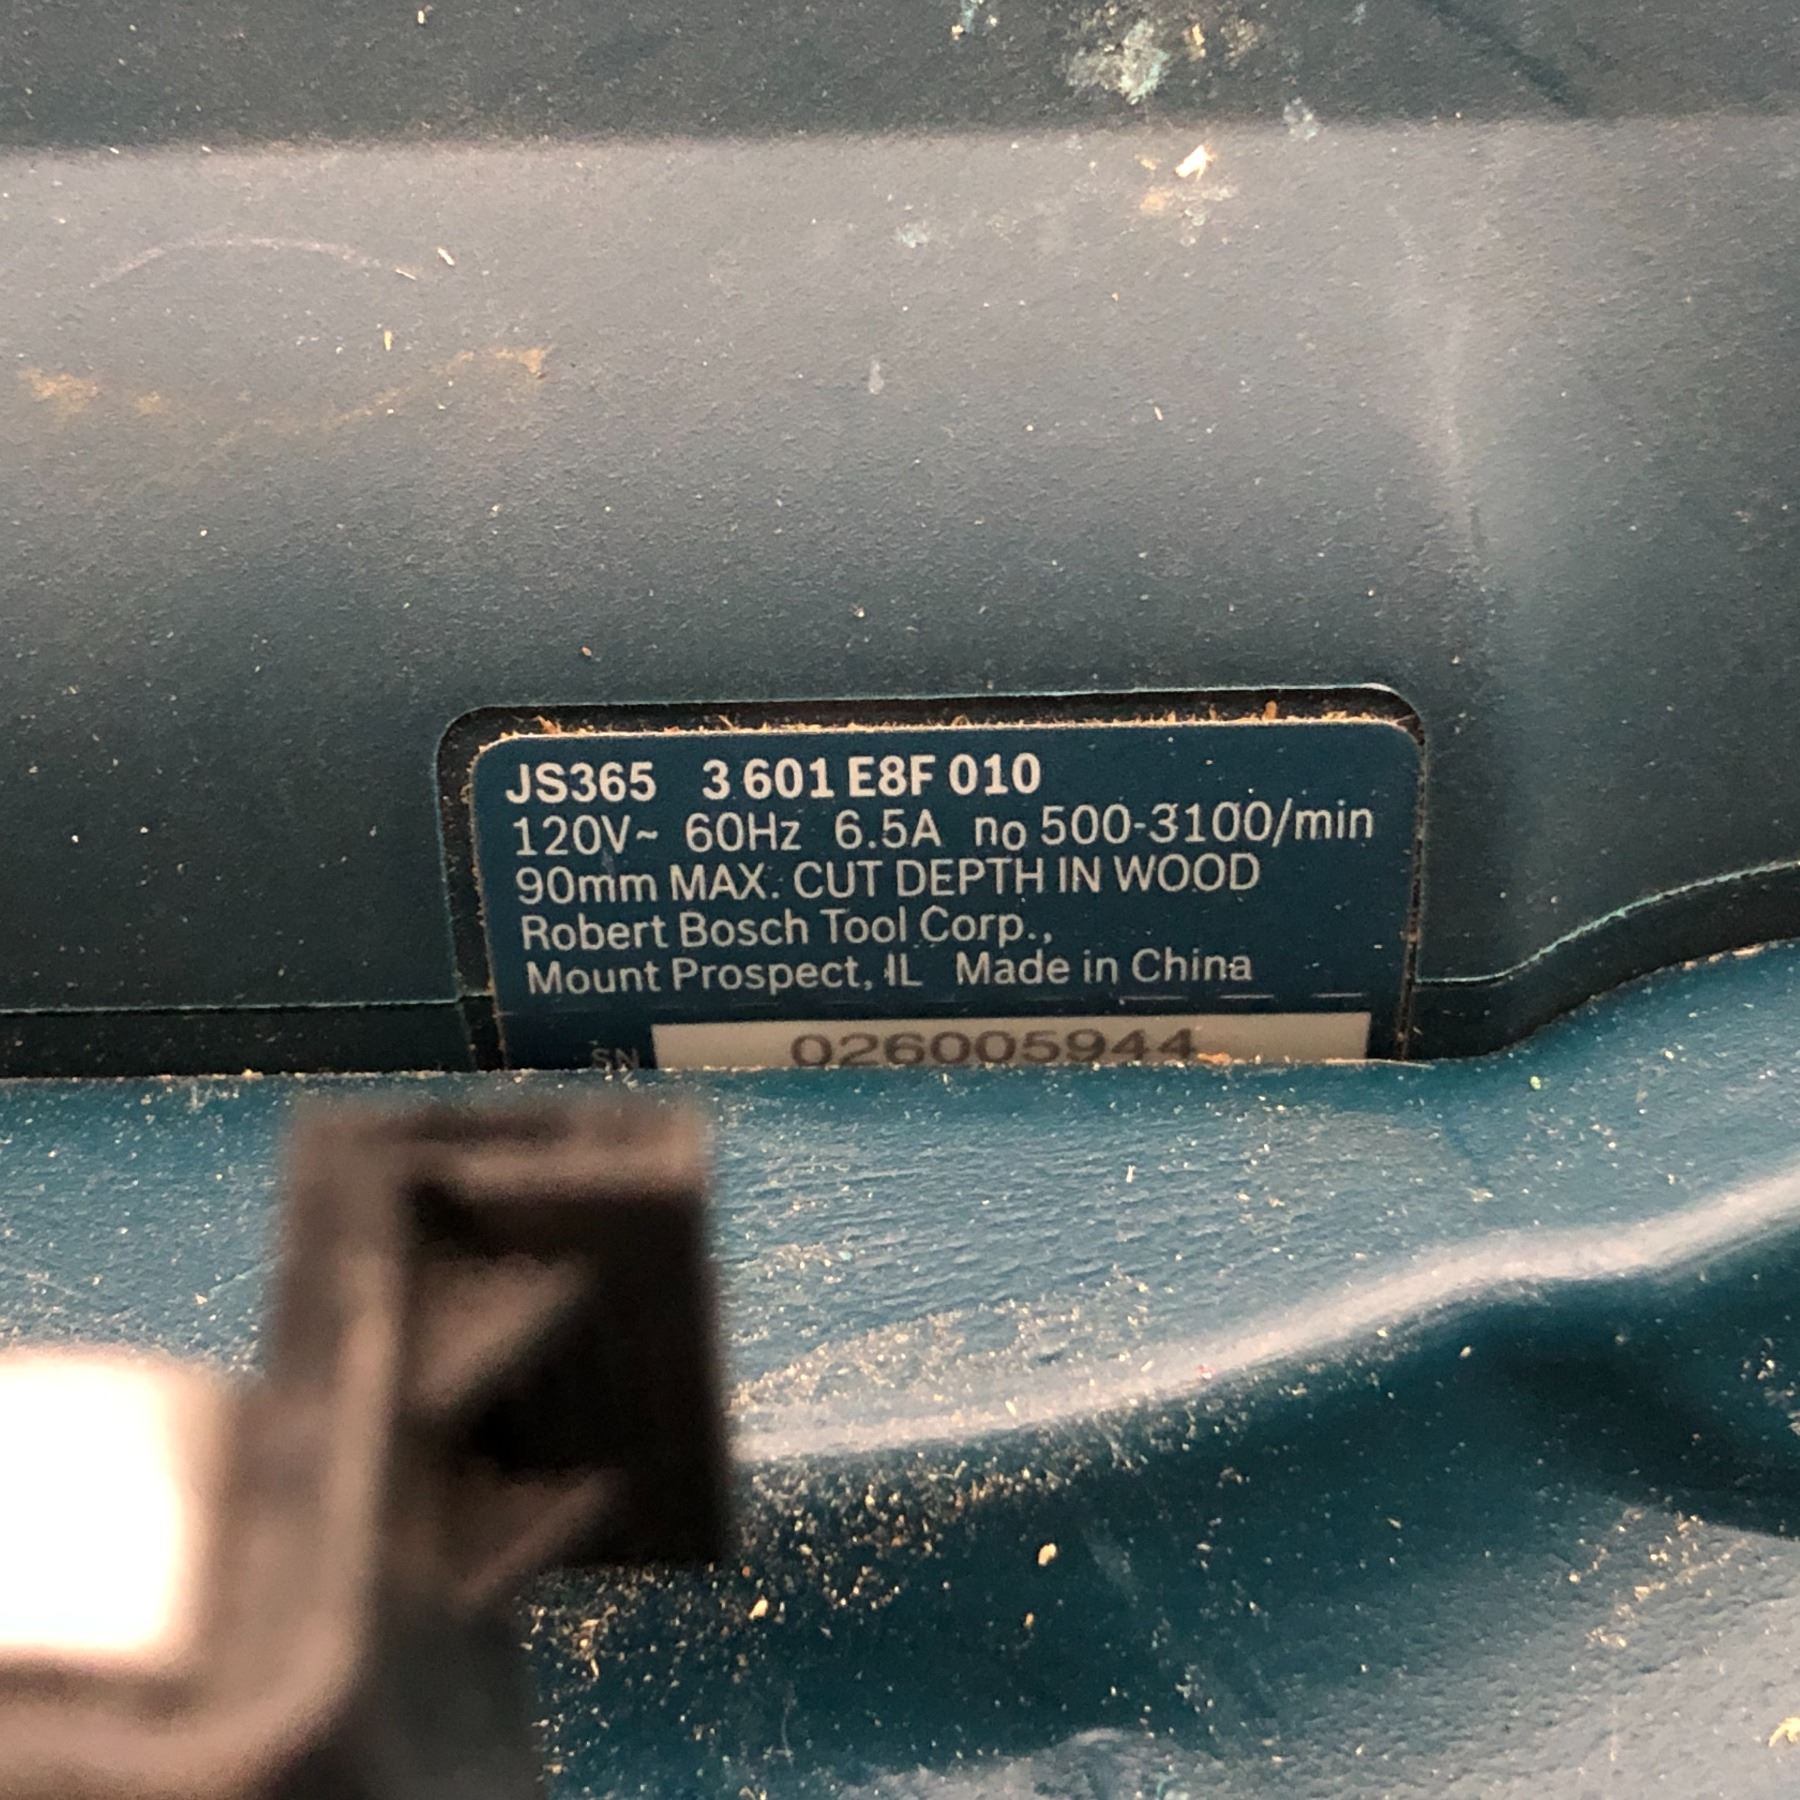 JS365 3 601 E8F 010
120V~ 60Hz 6.5A no 500-3100/min
90mm MAX. CUT DEPTH IN WOOD
Robert Bosch Tool Corp.,
Mount Prospect, IL Made in China
SN 026005944